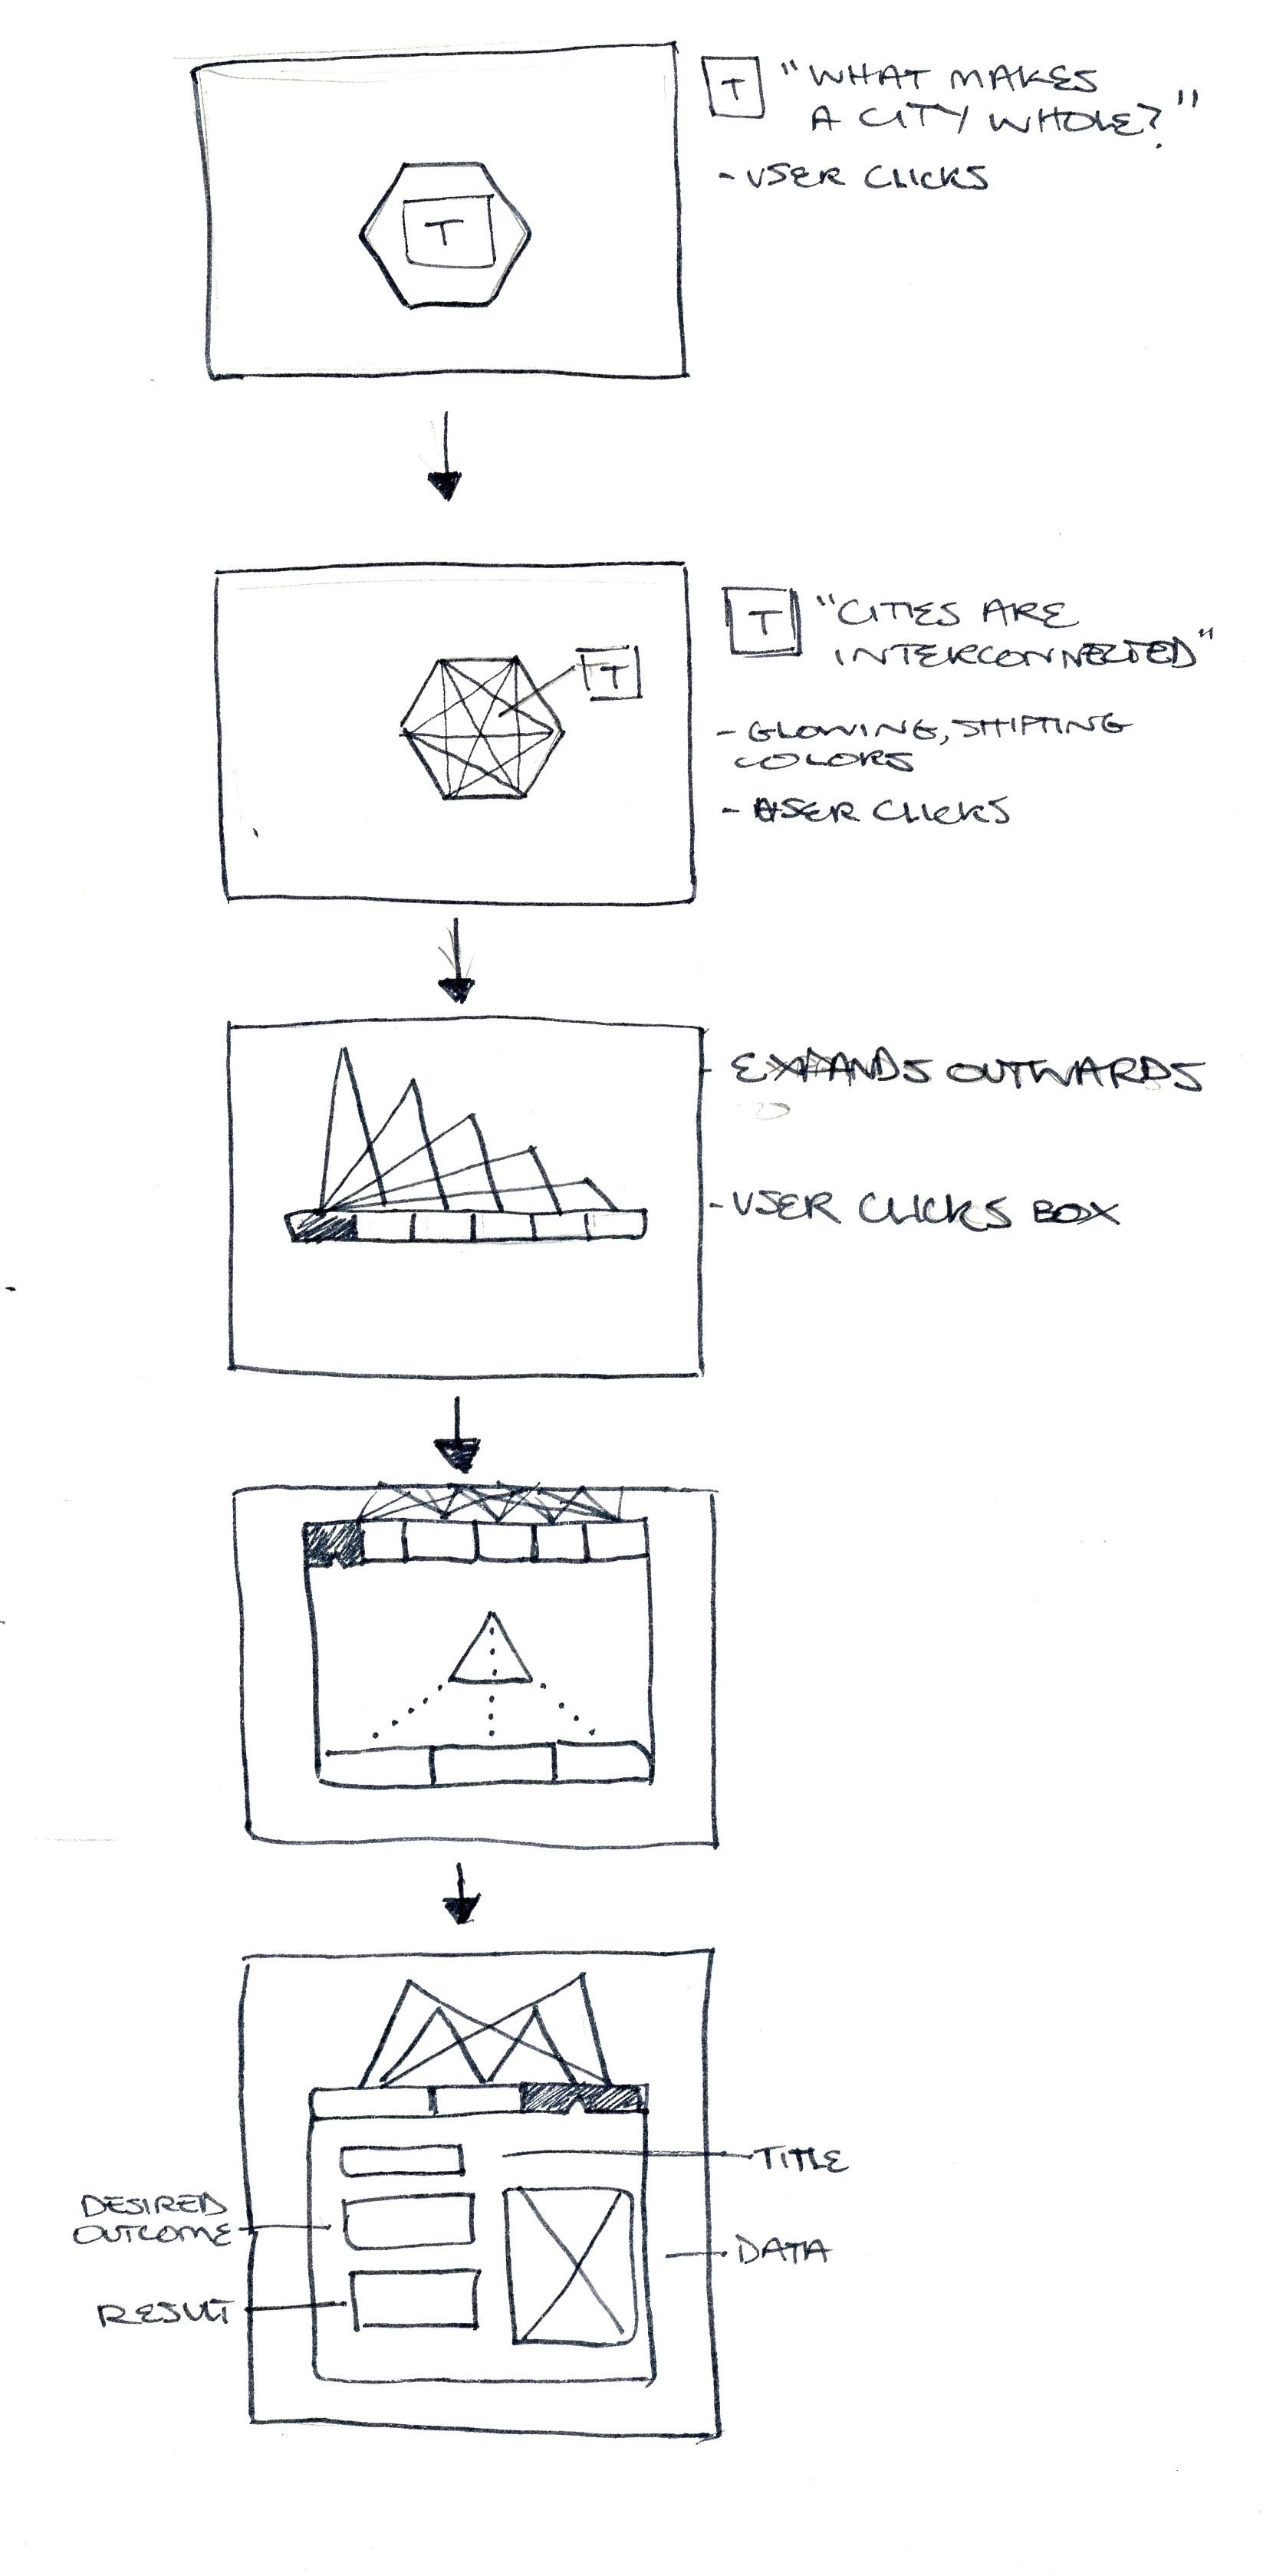 T "WHAT MAKES
A CITY WHOLE?"
- USER CLICKS
T
T "CITIES ARE
INTERCONNECTED"
T
- GLOWING, SHIFTING
COLORS
- USER CLICKS
- EXPANDS OUTWARDS
- USER CLICKS BOX
TITLE
DESIRED
OUTCOME
DATA
RESULT